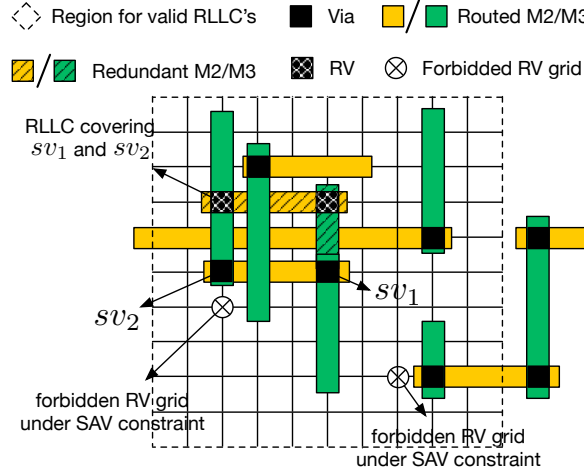 Region for valid RLLC's Via / Routed M2/M3
/ Redundant M2/M3 RV Forbidded RV grid
RLLC covering
sv1 and sv2
sv1
sv2
forbidden RV grid
under SAV constraint
forbidden RV grid
under SAV constraint